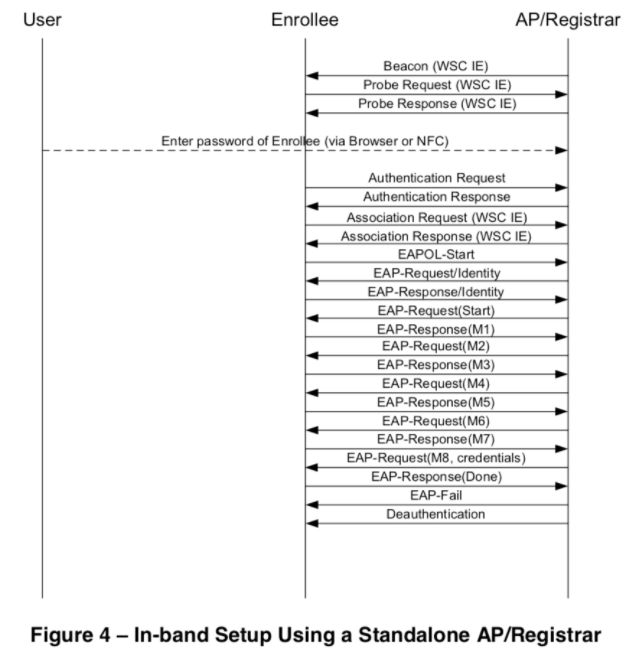 User Enrollee AP/Registrar
Beacon (WSC IE)
Probe Request (WSC IE)
Probe Response (WSC IE)
Enter password of Enrollee (via Browser or NFC)
Authentication Request
Authentication Response
Association Request (WSC IE)
Association Response (WSC IE)
EAPOL-Start
EAP-Request/Identity
EAP-Response/Identity
EAP-Request(Start)
EAP-Response(M1)
EAP-Request(M2)
EAP-Response(M3)
EAP-Request(M4)
EAP-Response(M5)
EAP-Request(M6)
EAP-Response(M7)
EAP-Request(M8, credentials)
EAP-Response(Done)
EAP-Fail
Deauthentication
Figure 4 – In-band Setup Using a Standalone AP/Registrar